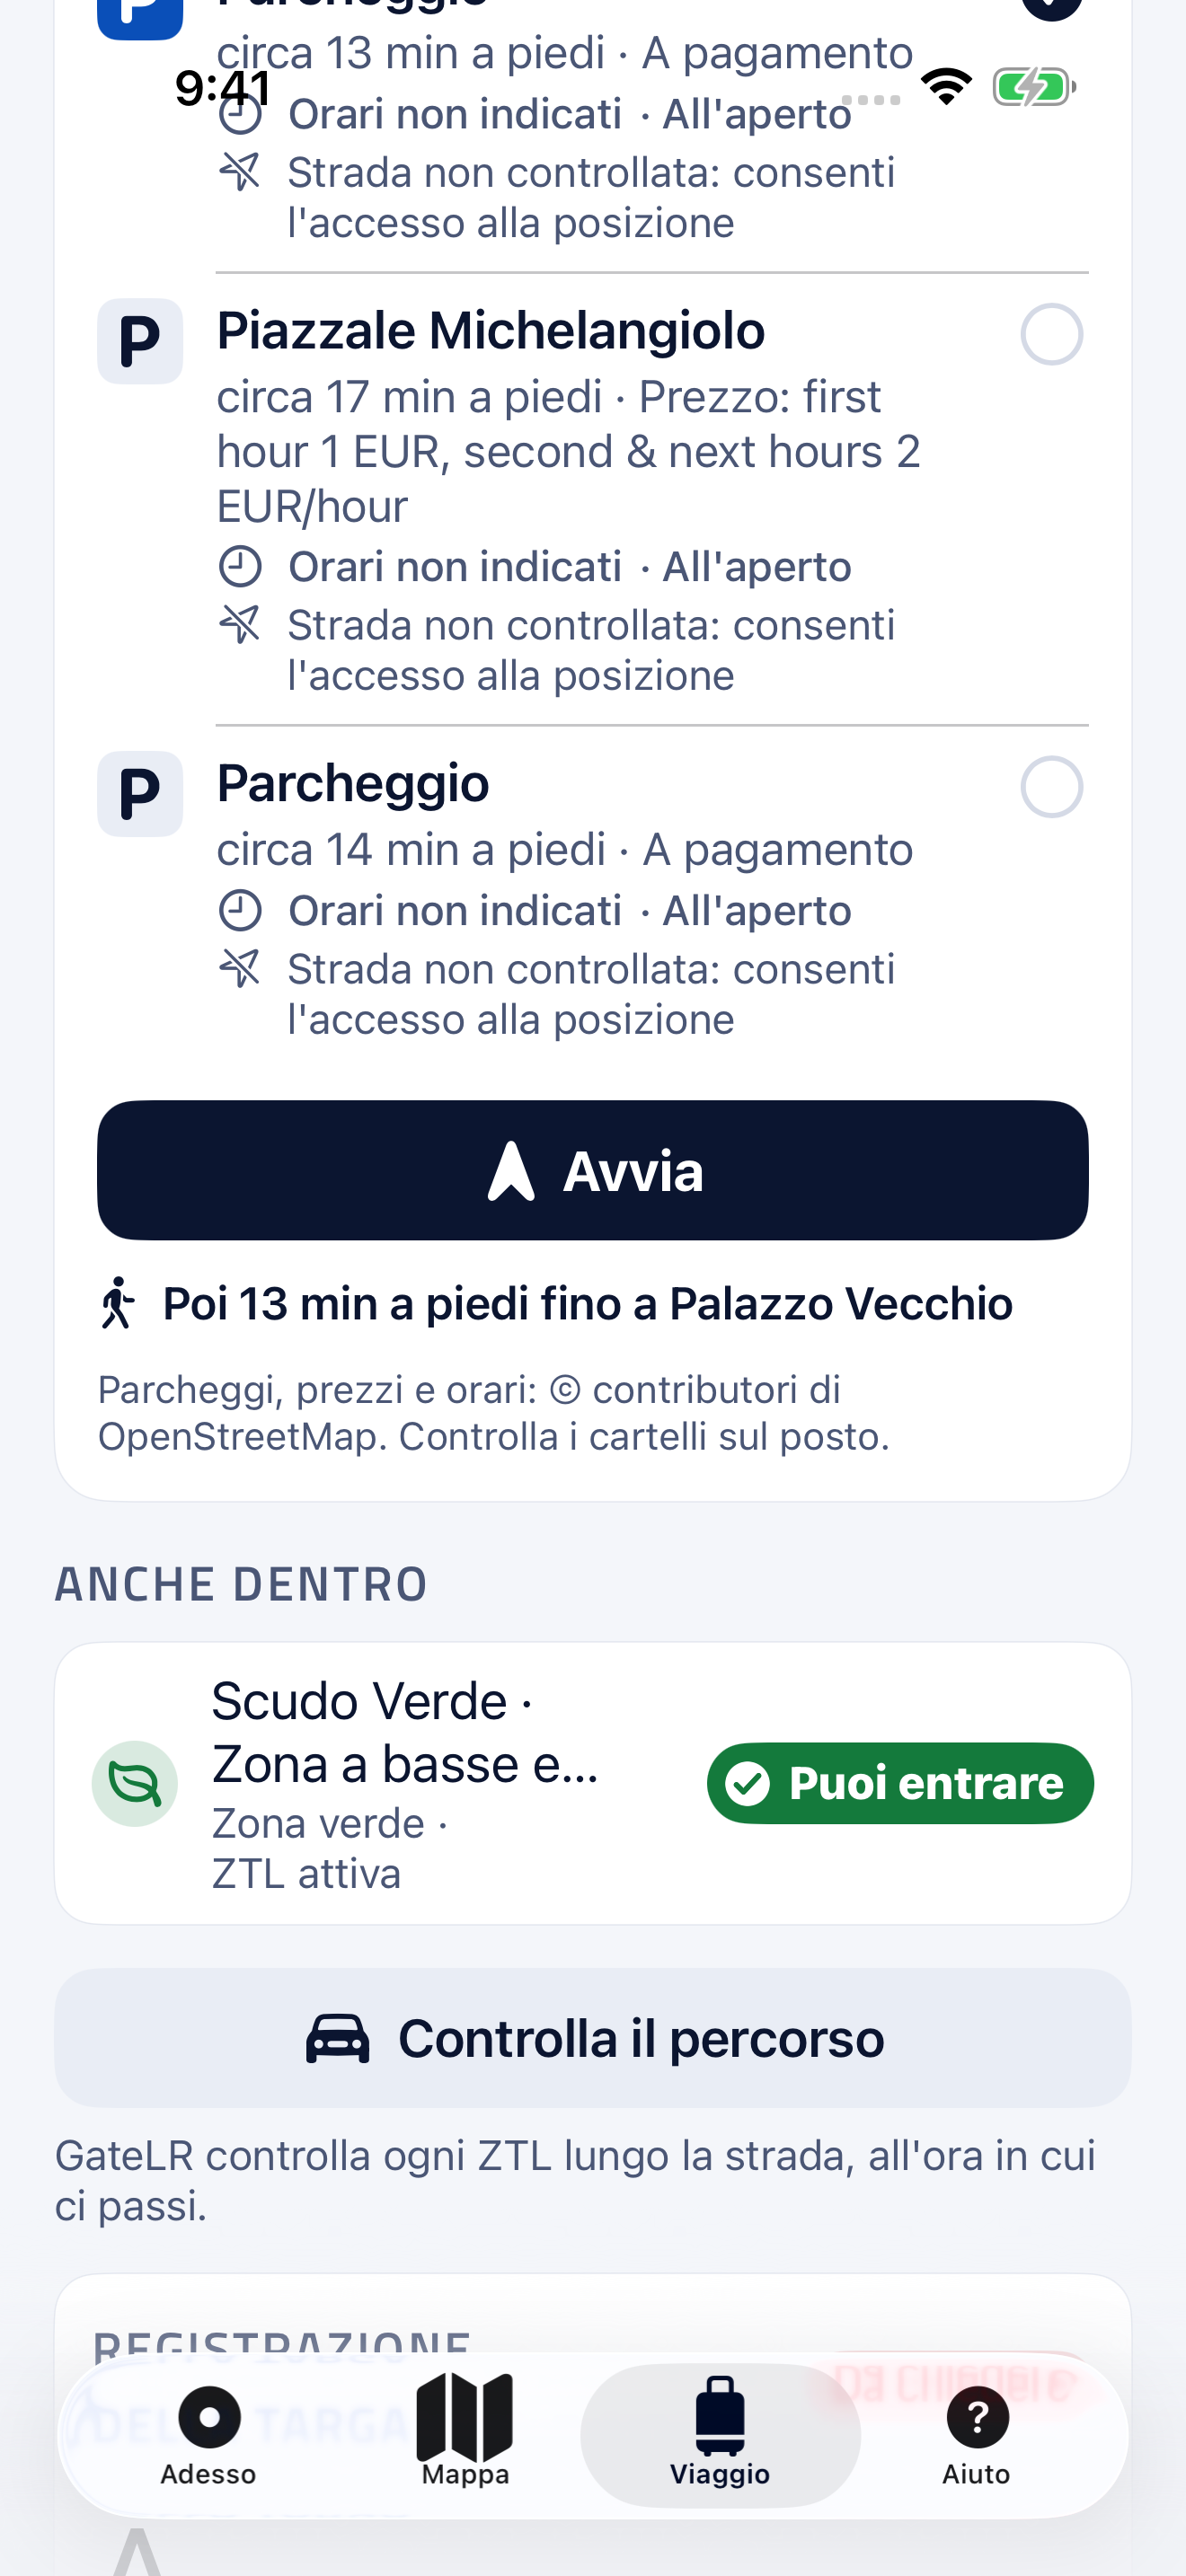 Parcheggio
circa 13 min a piedi · A pagamento
9:41
Orari non indicati · All'aperto
Strada non controllata: consenti
l'accesso alla posizione
P
Piazzale Michelangiolo
circa 17 min a piedi · Prezzo: first
hour 1 EUR, second & next hours 2
EUR/hour
Orari non indicati · All'aperto
Strada non controllata: consenti
l'accesso alla posizione
P
Parcheggio
circa 14 min a piedi · A pagamento
Orari non indicati · All'aperto
Strada non controllata: consenti
l'accesso alla posizione
Avvia
Poi 13 min a piedi fino a Palazzo Vecchio
Parcheggi, prezzi e orari: © contributori di
OpenStreetMap. Controlla i cartelli sul posto.
ANCHE DENTRO
Scudo Verde ·
Zona a basse e...
Zona verde ·
ZTL attiva
Puoi entrare
Controlla il percorso
GateLR controlla ogni ZTL lungo la strada, all'ora in cui
ci passi.
REGISTRAZIONE
DELLA TARGA
Da chiedere
Adesso
Mappa
Viaggio
Aiuto